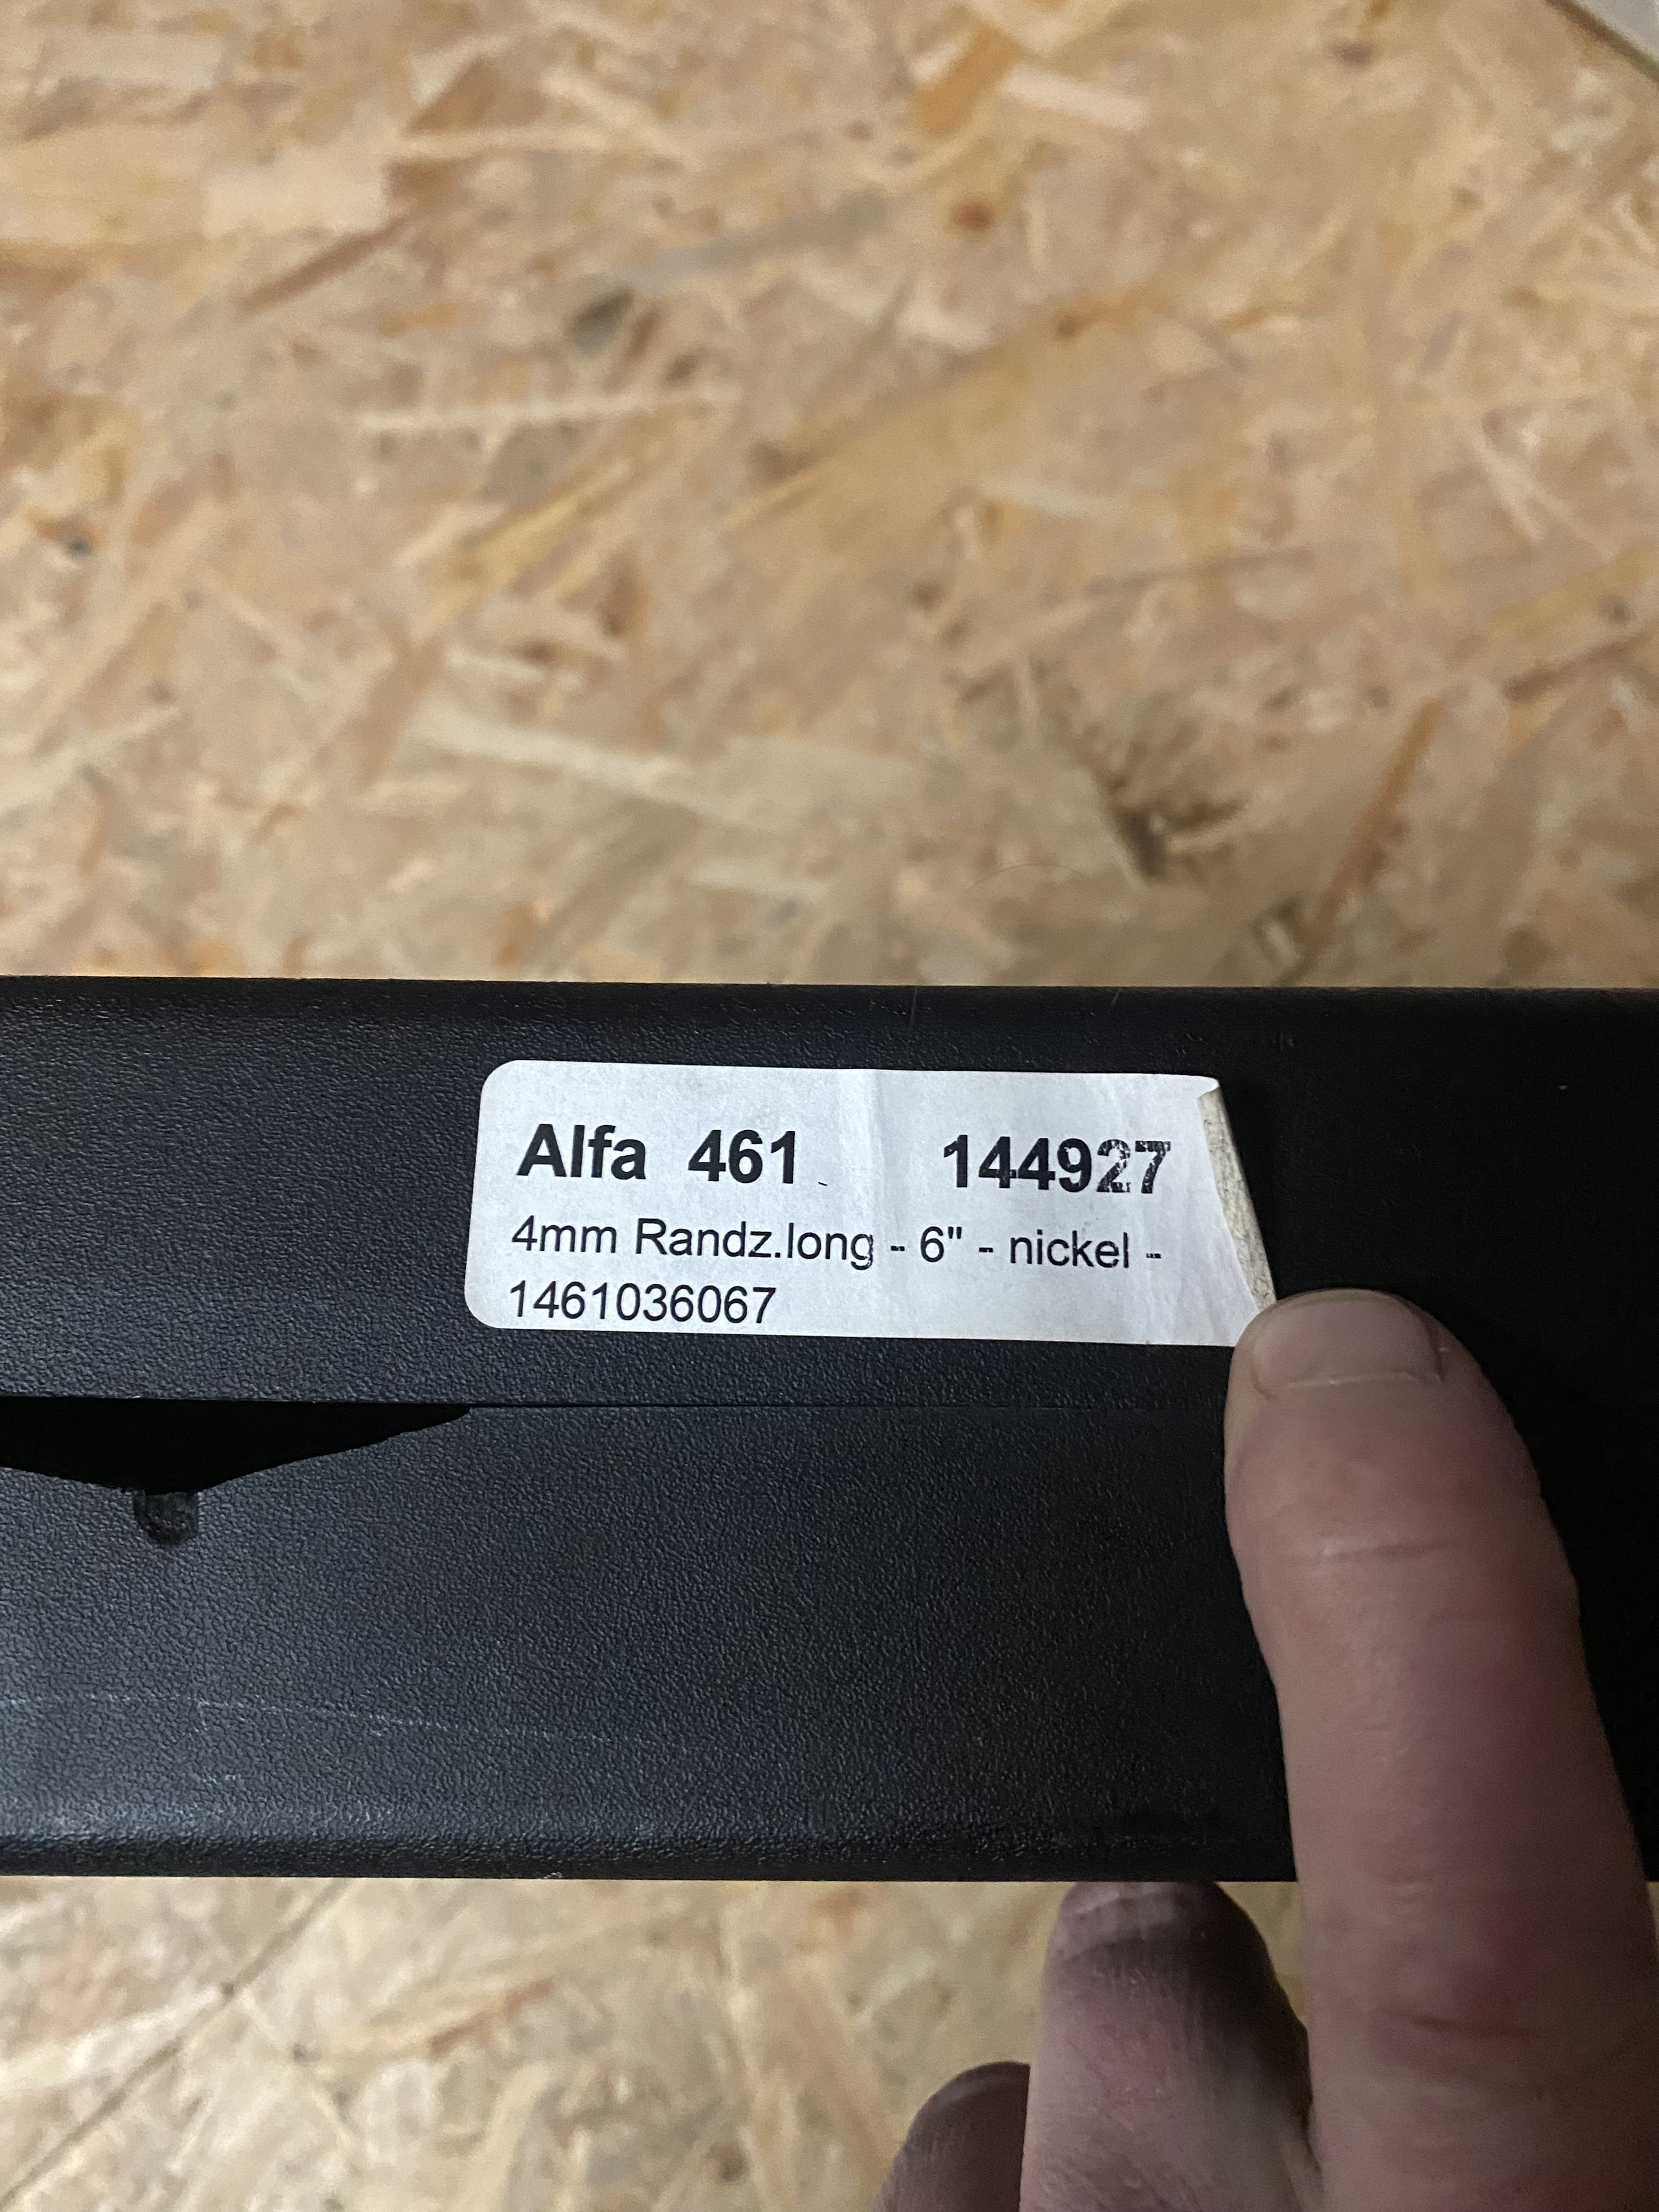 Alfa 461 144927
4mm Randz.long - 6" - nickel -
1461036067